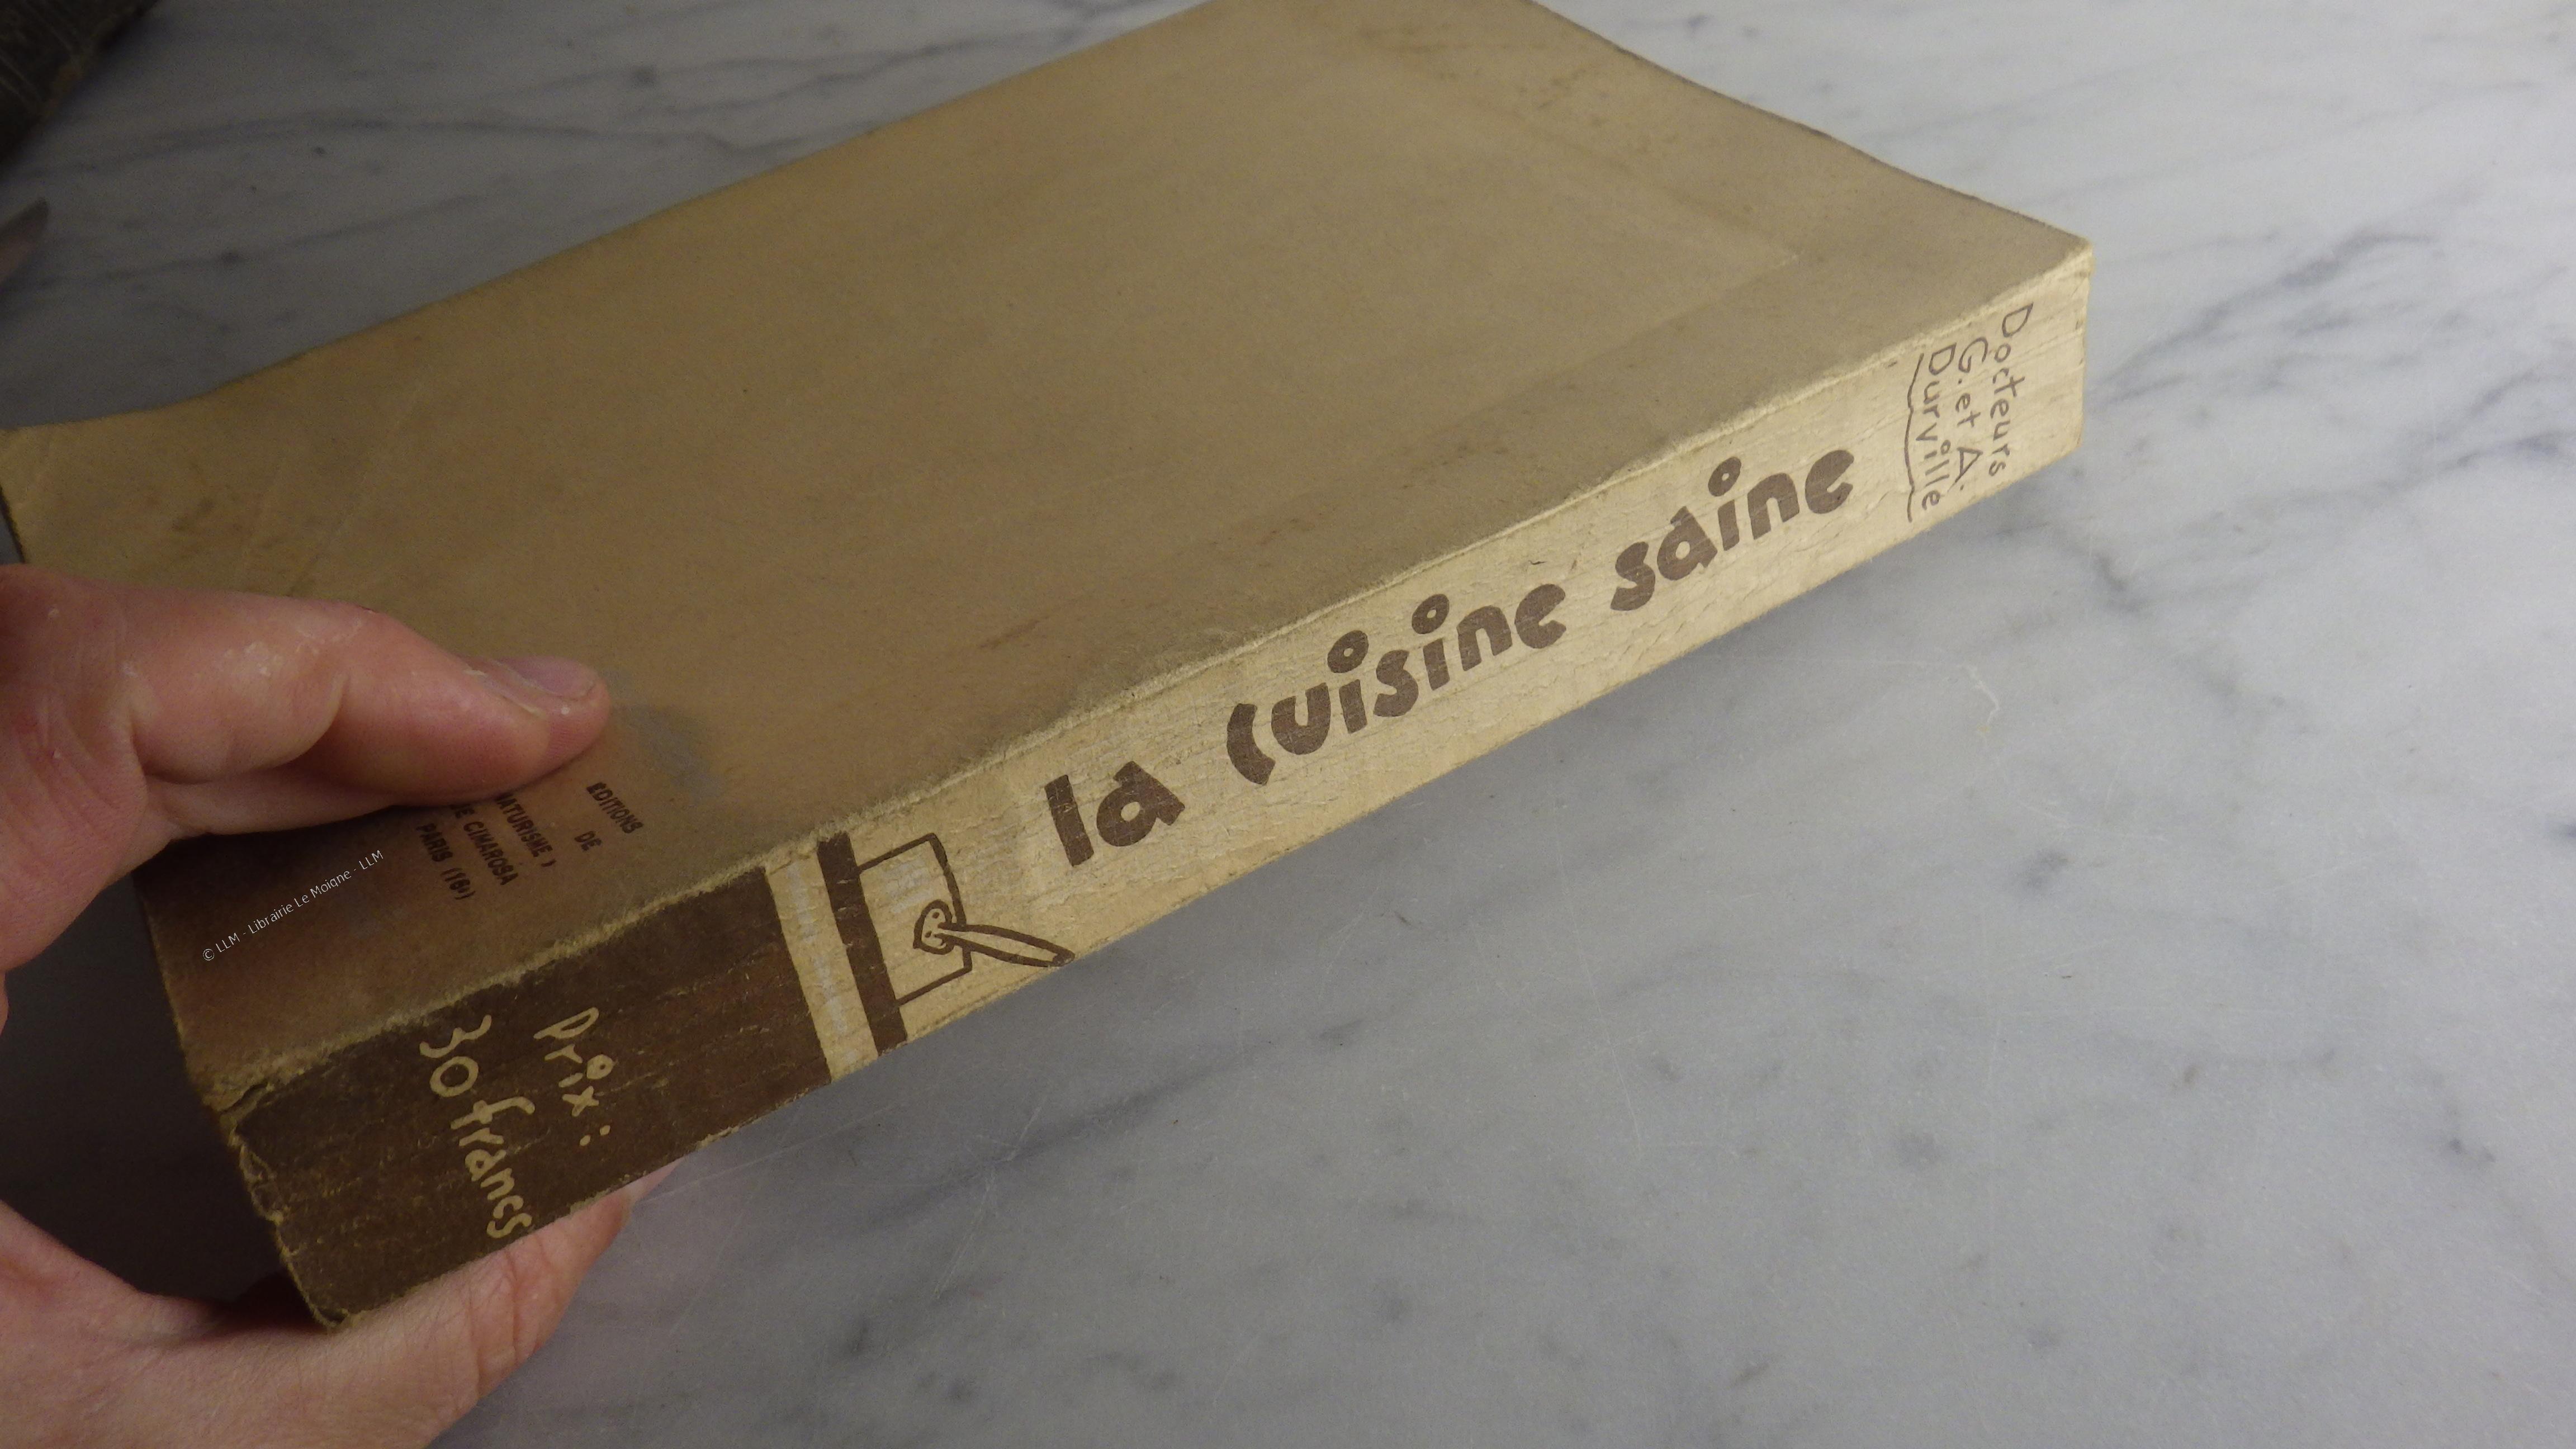 Docteurs
G. et A.
Durville
la cuisine saine
Prix :
30 francs
EDITIONS
DE
NATURISME »
CIMAROSA
PARIS (16e)
© LLM - Librairie Le Moigne - LLM